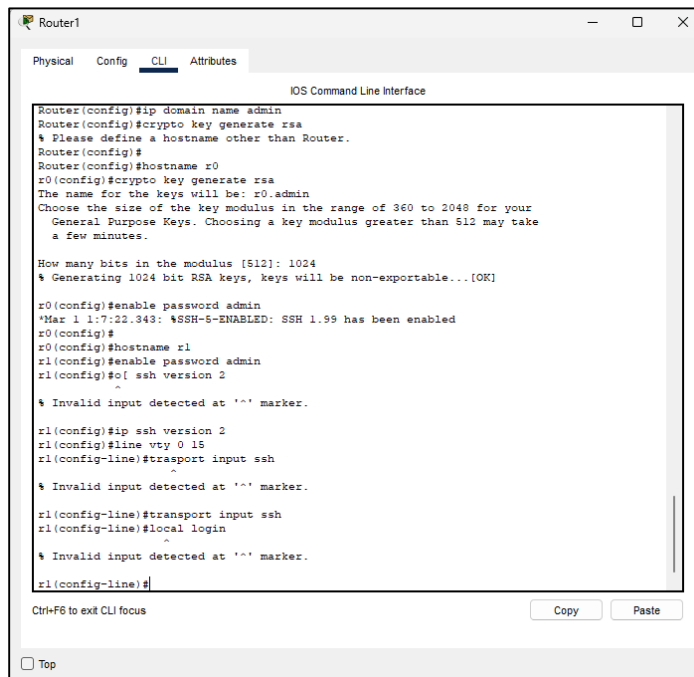 Router1
Physical Config CLI Attributes
IOS Command Line Interface
Router(config)#ip domain name admin
Router(config)#crypto key generate rsa
% Please define a hostname other than Router.
Router(config)#
Router(config)#hostname r0
r0(config)#crypto key generate rsa
The name for the keys will be: r0.admin
Choose the size of the key modulus in the range of 360 to 2048 for your
  General Purpose Keys. Choosing a key modulus greater than 512 may take
  a few minutes.

How many bits in the modulus [512]: 1024
% Generating 1024 bit RSA keys, keys will be non-exportable...[OK]

r0(config)#enable password admin
*Mar 1 1:7:22.343: %SSH-5-ENABLED: SSH 1.99 has been enabled
r0(config)#
r0(config)#hostname r1
r1(config)#enable password admin
r1(config)#o[ ssh version 2
           ^
% Invalid input detected at '^' marker.

r1(config)#ip ssh version 2
r1(config)#line vty 0 15
r1(config-line)#trasport input ssh
                   ^
% Invalid input detected at '^' marker.

r1(config-line)#transport input ssh
r1(config-line)#local login
                  ^
% Invalid input detected at '^' marker.

r1(config-line)#
Ctrl+F6 to exit CLI focus
Copy Paste
Top